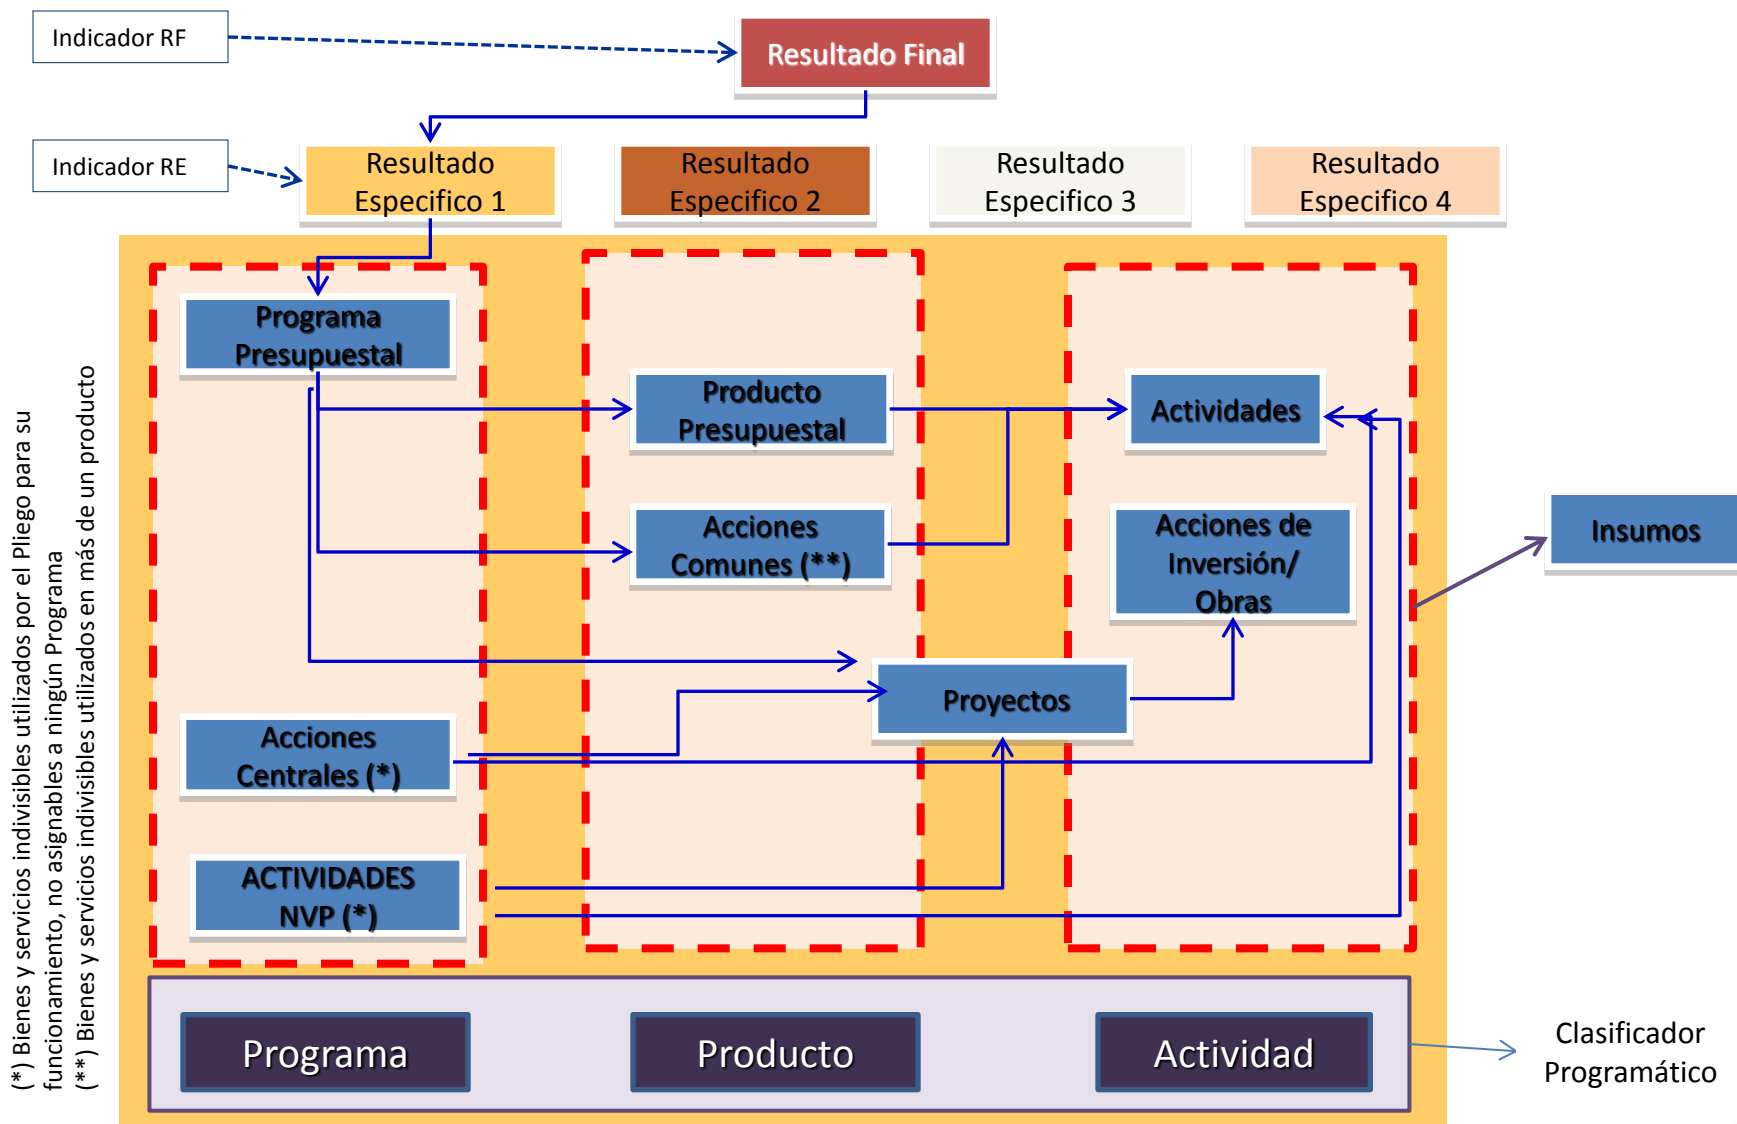 Indicador RF
Resultado Final
Indicador RE
Resultado
Especifico 1
Resultado
Especifico 2
Resultado
Especifico 3
Resultado
Especifico 4
Programa
Presupuestal
Producto
Presupuestal
Actividades
Acciones
Comunes (**)
Acciones de
Inversión/
Obras
Insumos
Proyectos
Acciones
Centrales (*)
ACTIVIDADES
NVP (*)
Programa
Producto
Actividad
Clasificador
Programático
(*) Bienes y servicios indivisibles utilizados por el Pliego para su
funcionamiento, no asignables a ningún Programa
(**) Bienes y servicios indivisibles utilizados en más de un producto